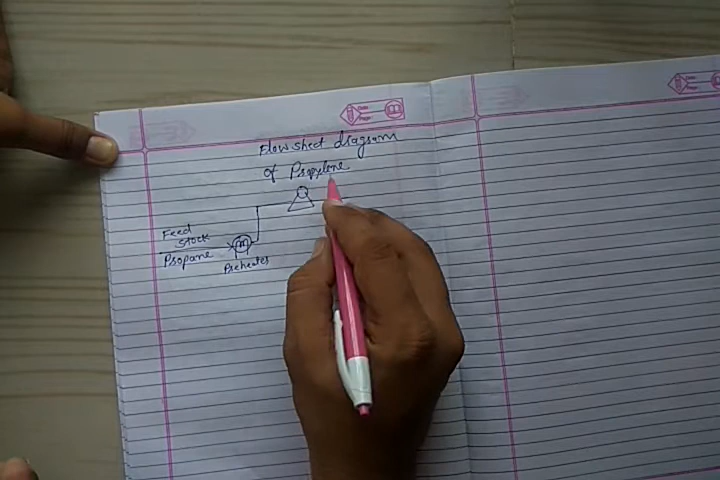 Flow sheet diagram
of Propylene
Feed
stock
Propane
Preheater